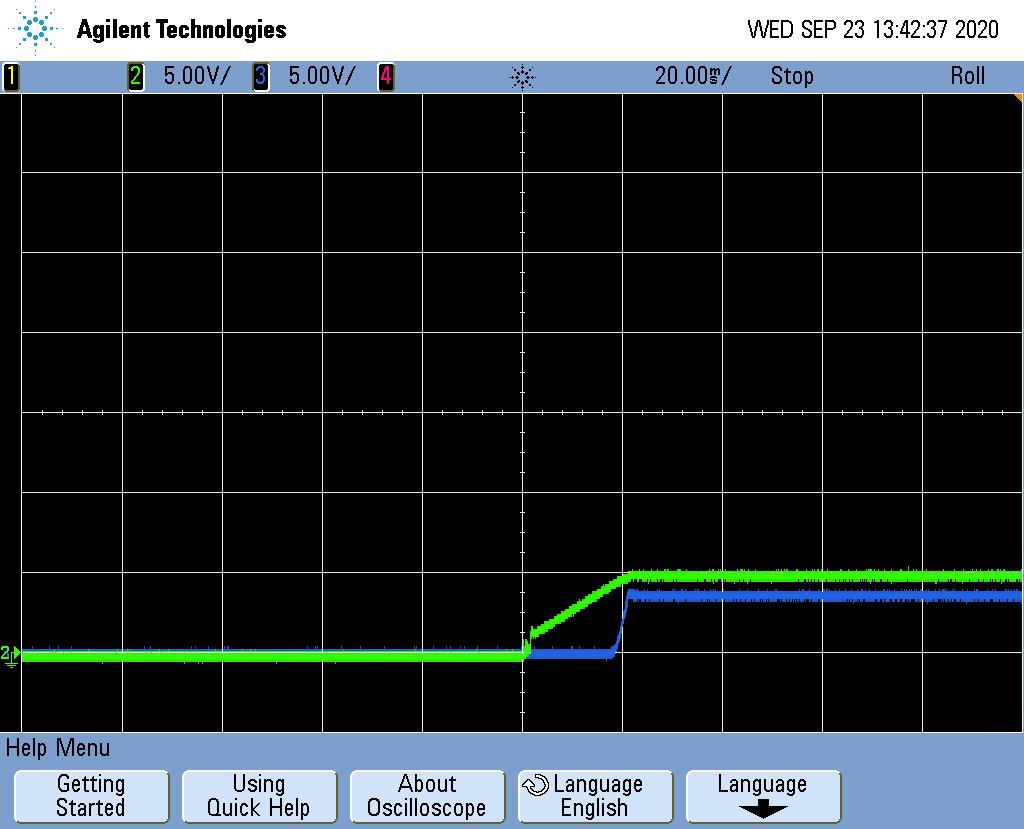 Agilent Technologies
WED SEP 23 13:42:37 2020
1 2 5.00V/ 3 5.00V/ 4 20.00ms/ Stop Roll
2
Help Menu
Getting Started
Using Quick Help
About Oscilloscope
Language English
Language